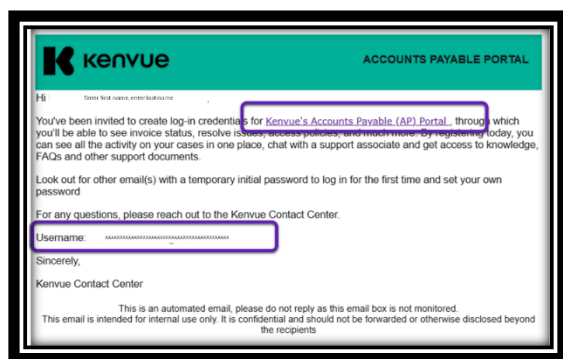 kenvue
ACCOUNTS PAYABLE PORTAL
Hi Enter first name, enter last name ,
You've been invited to create log-in credentials for Kenvue's Accounts Payable (AP) Portal , through which
you'll be able to see invoice status, resolve issues, access policies, and much more. By registering today, you
can see all the activity on your cases in one place, chat with a support associate and get access to knowledge,
FAQs and other support documents.
Look out for other email(s) with a temporary initial password to log in for the first time and set your own
password
For any questions, please reach out to the Kenvue Contact Center.
Username:
Sincerely,
Kenvue Contact Center
This is an automated email, please do not reply as this email box is not monitored.
This email is intended for internal use only. It is confidential and should not be forwarded or otherwise disclosed beyond
the recipients